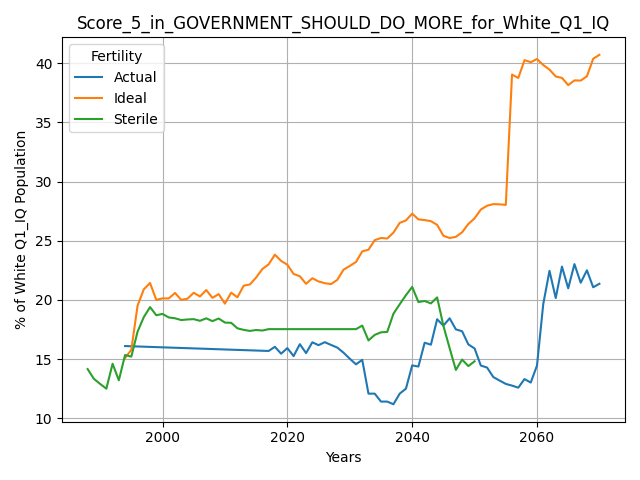 Score_5_in_GOVERNMENT_SHOULD_DO_MORE_for_White_Q1_IQ
Fertility
Actual
Ideal
Sterile
% of White Q1_IQ Population
40
35
30
25
20
15
10
2000
2020
2040
2060
Years